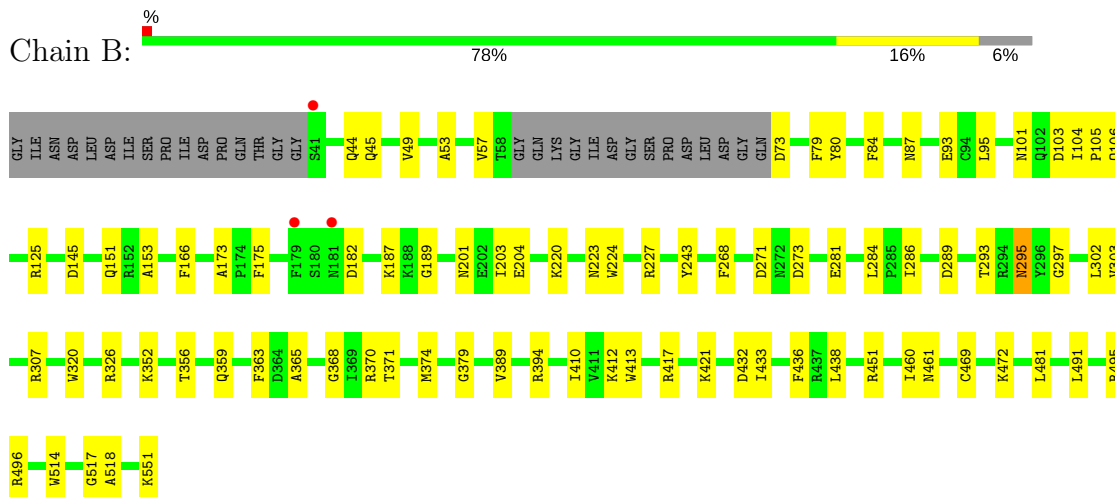 %
Chain B:
78% 16% 6%
GLY ILE ASN ASP LEU ASP ILE SER PRO ILE ASP PRO GLN THR GLY GLY S41 Q44 Q45 V49 A53 V57 T58 GLY GLN LYS GLY ILE ASP GLY SER PRO ASP LEU ASP GLY GLN D73 F79 Y80 F84 N87 E93 C94 L95 N101 Q102 D103 I104 P105
R125 D145 Q151 R152 A153 F166 A173 P174 F175 F179 S180 N181 D182 K187 K188 G189 N201 E202 I203 E204 K220 N223 W224 R227 Y243 F268 D271 N272 D273 E281 L284 P285 I286 D289 T293 R294 N295 Y296 G297 L302
R307 W320 R326 K352 T356 Q359 F363 D364 A365 G368 I369 R370 T371 M374 G379 V389 R394 I410 V411 K412 W413 R417 K421 D432 I433 F436 R437 L438 R451 I460 N461 C469 K472 L481 L491
R496 W514 G517 A518 K551